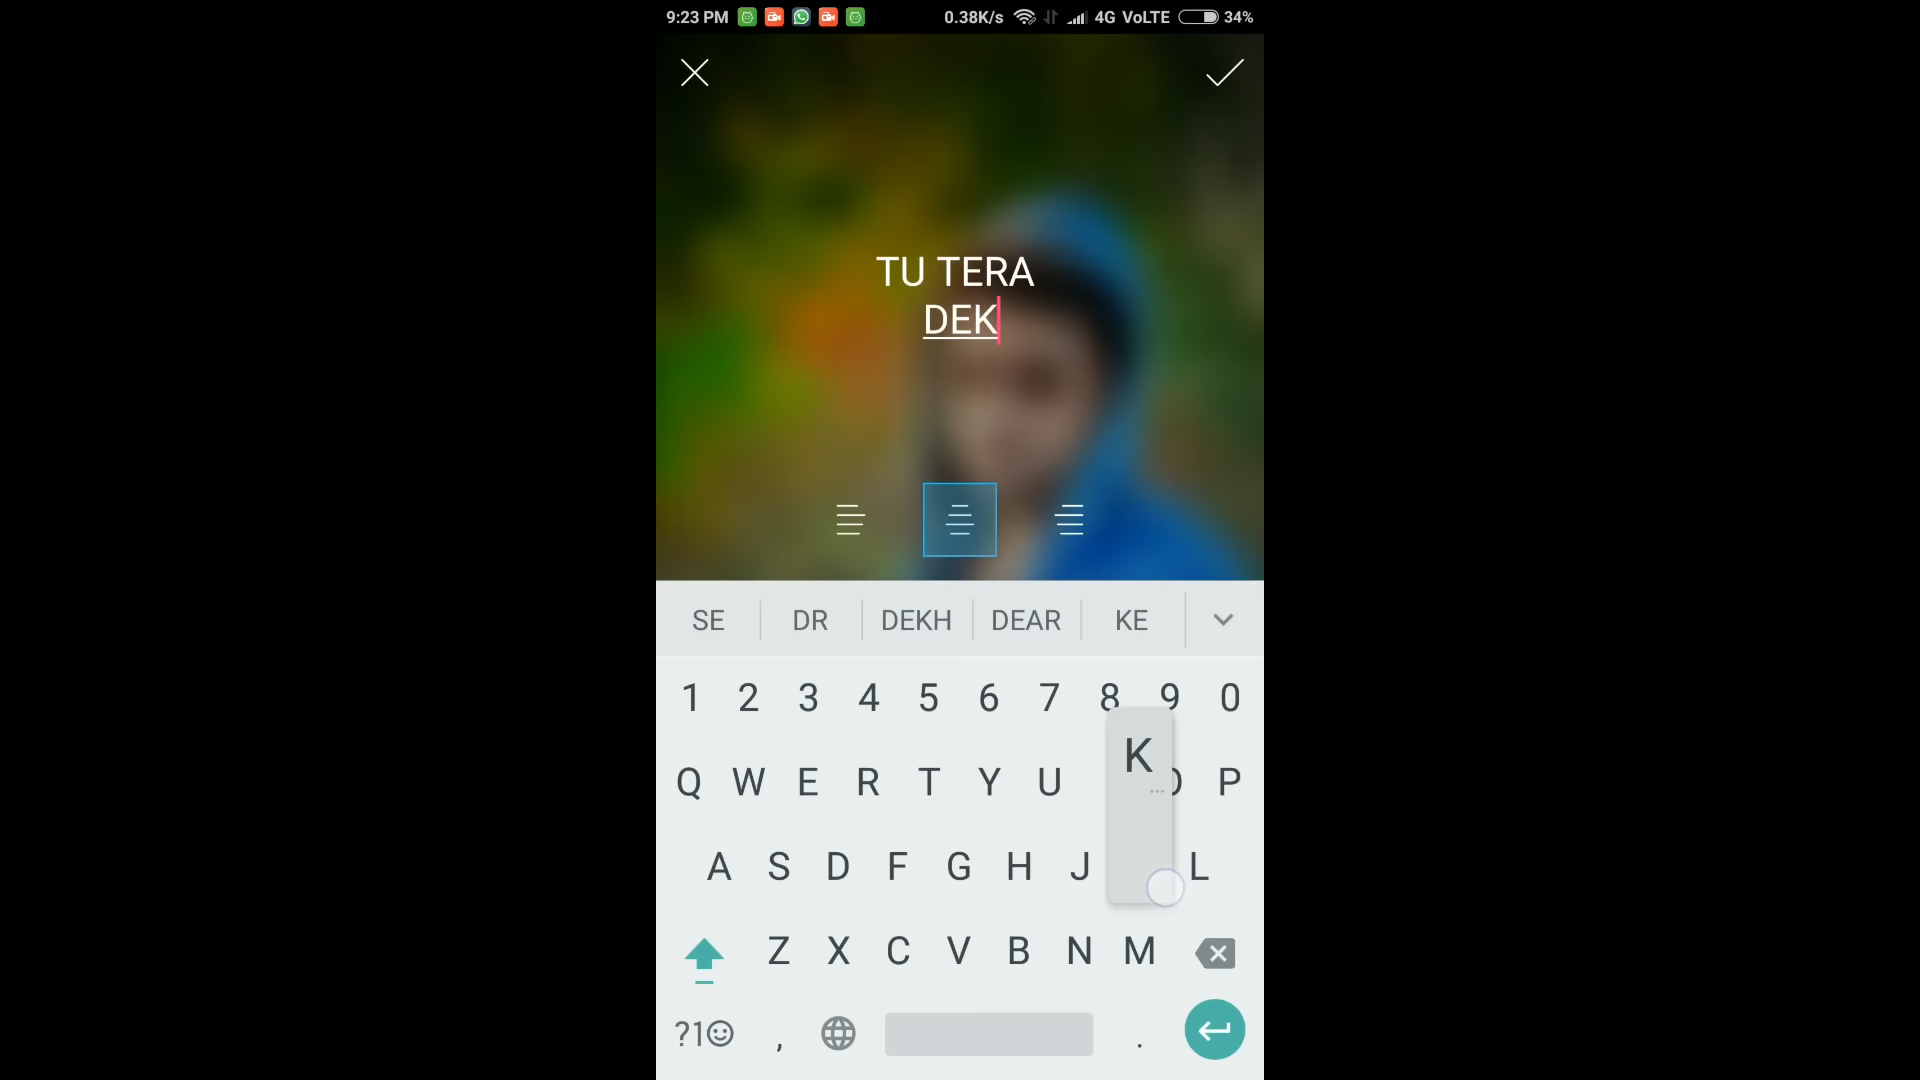 9:23 PM 0.38K/s 4G VoLTE 34%
TU TERA
DEK
SE DR DEKH DEAR KE
1 2 3 4 5 6 7 8 9 0
K
Q W E R T Y U P
A S D F G H J L
Z X C V B N M
?1 , .